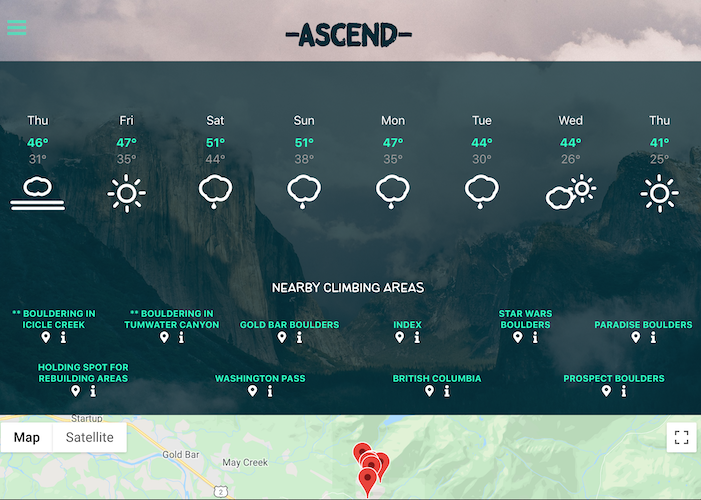 -ASCEND-
Thu Fri Sat Sun Mon Tue Wed Thu
46° 47° 51° 51° 47° 44° 44° 41°
31° 35° 44° 38° 35° 30° 26° 25°
NEARBY CLIMBING AREAS
** BOULDERING IN
ICICLE CREEK
** BOULDERING IN
TUMWATER CANYON
GOLD BAR BOULDERS
INDEX
STAR WARS
BOULDERS
PARADISE BOULDERS
HOLDING SPOT FOR
REBUILDING AREAS
WASHINGTON PASS
BRITISH COLUMBIA
PROSPECT BOULDERS
Startup
Map Satellite
Gold Bar
May Creek
2